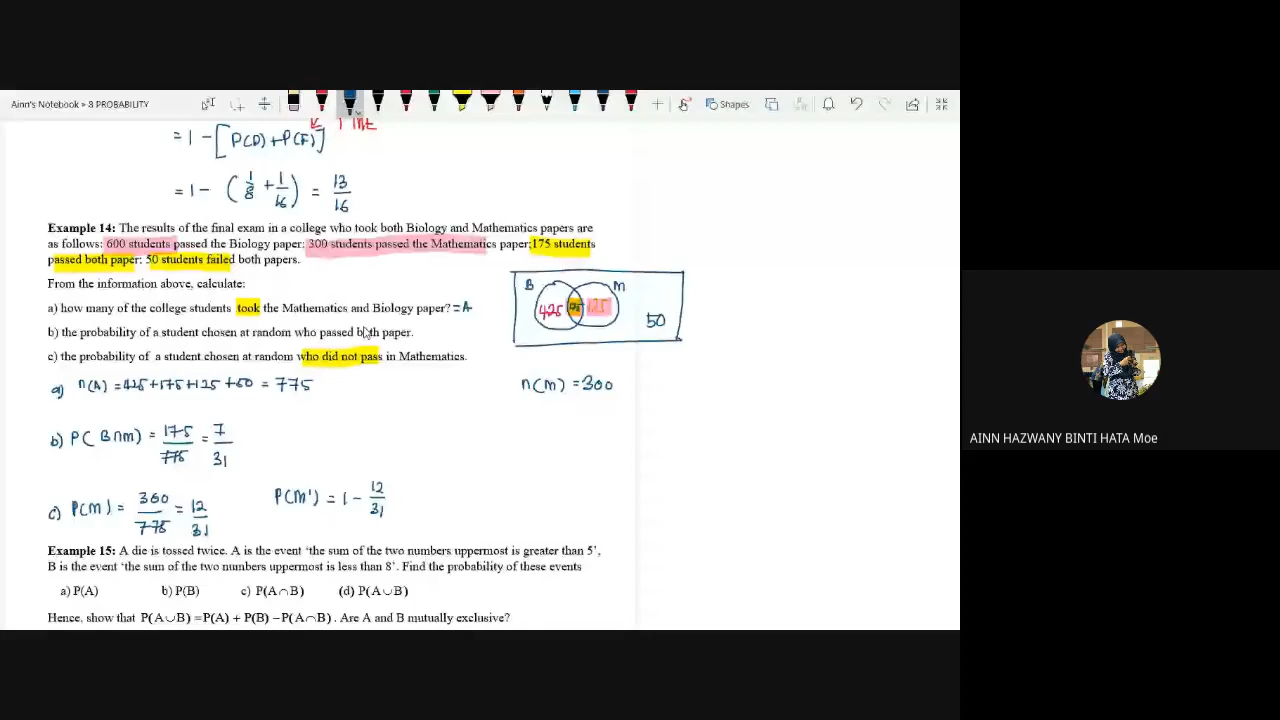 Ainn's Notebook » 8 PROBABILITY
Shapes
= 1 - [P(D) + P(F)]
= 1 - (1/8 + 1/16) = 13/16
Example 14: The results of the final exam in a college who took both Biology and Mathematics papers are
as follows: 600 students passed the Biology paper; 300 students passed the Mathematics paper; 175 students
passed both paper; 50 students failed both papers.
From the information above, calculate:
a) how many of the college students took the Mathematics and Biology paper? = A
b) the probability of a student chosen at random who passed both paper.
c) the probability of a student chosen at random who did not pass in Mathematics.
B M
425 175 125
50
a) n(A) = 425+175+125+50 = 775
n(M) = 300
b) P(B∩M) = 175/775 = 7/31
c) P(M) = 300/775 = 12/31 P(M') = 1 - 12/31
Example 15: A die is tossed twice. A is the event ‘the sum of the two numbers uppermost is greater than 5’,
B is the event ‘the sum of the two numbers uppermost is less than 8’. Find the probability of these events
a) P(A) b) P(B) c) P(A∩B) (d) P(A∪B)
Hence, show that P(A∪B) =P(A) + P(B) −P(A∩B). Are A and B mutually exclusive?
AINN HAZWANY BINTI HATA Moe